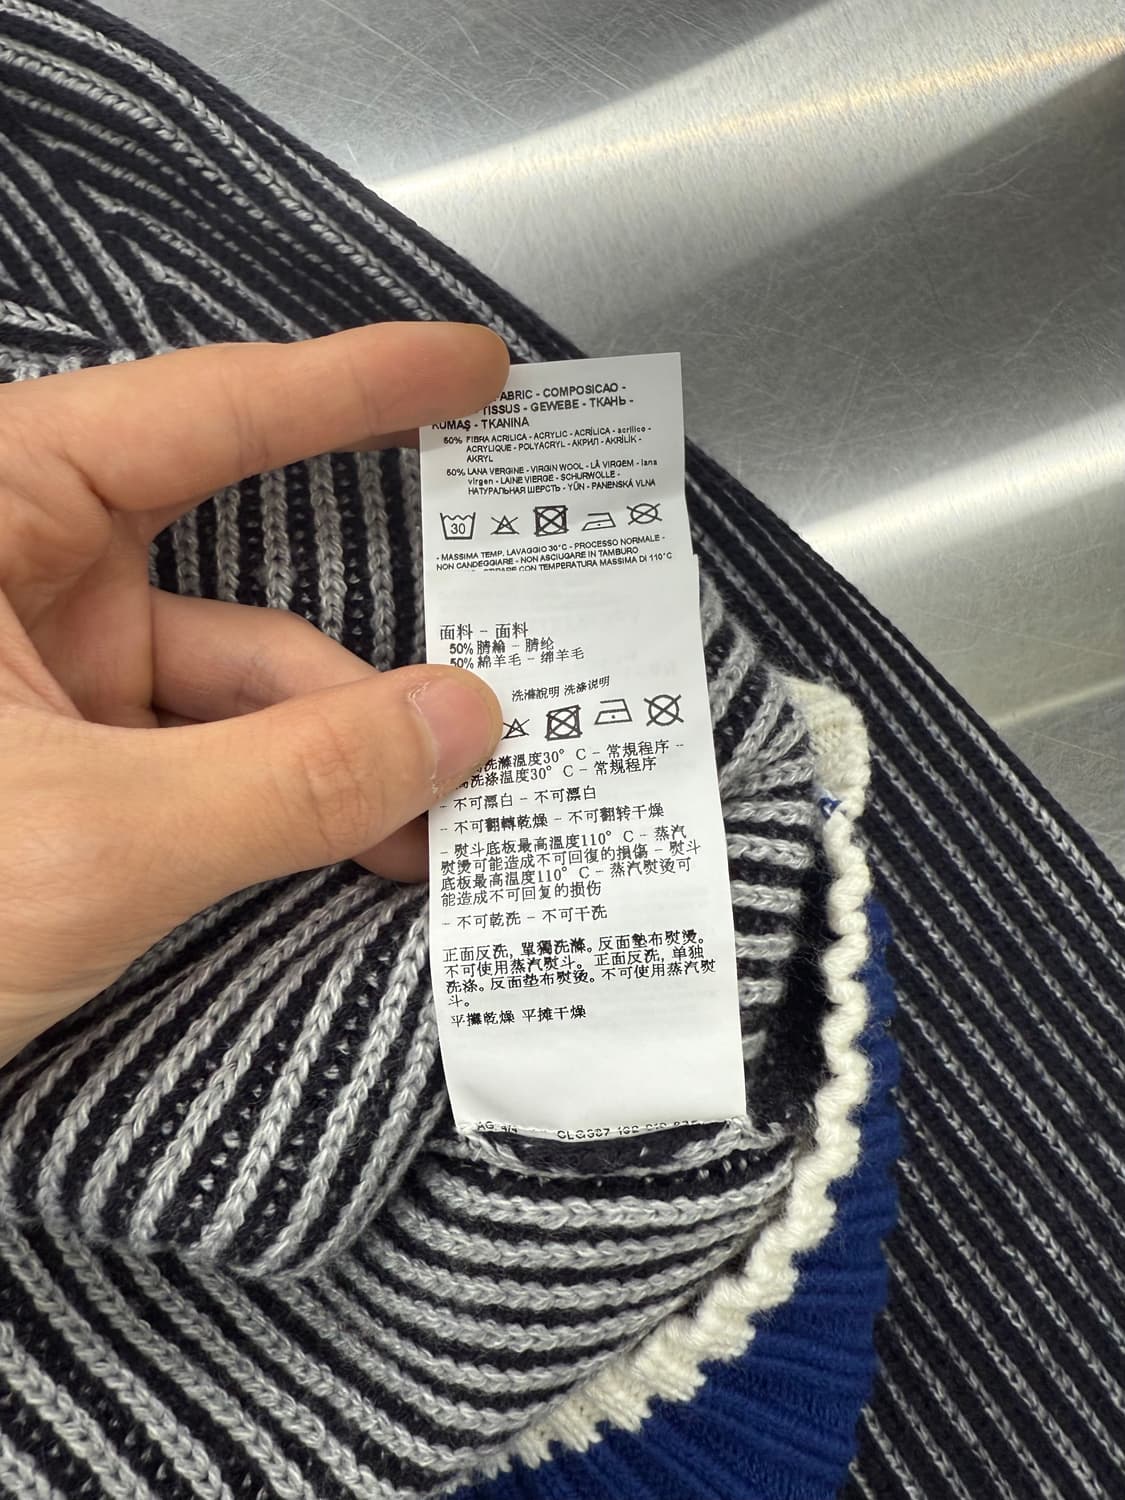 ABRIC - COMPOSICAO -
TISSUS - GEWEBE - ТКАНЬ -
KUMAŞ - TKANINA
50% FIBRA ACRILICA - ACRYLIC - ACRÍLICA - acrílico -
ACRYLIQUE - POLYACRYL - АКРИЛ - AKRİLİK -
AKRYL
50% LANA VERGINE - VIRGIN WOOL - LÃ VIRGEM - lana
virgen - LAINE VIERGE - SCHURWOLLE -
НАТУРАЛЬНАЯ ШЕРСТЬ - YÜN - PANENSKÁ VLNA
30
- MASSIMA TEMP. LAVAGGIO 30°C - PROCESSO NORMALE -
NON CANDEGGIARE - NON ASCIUGARE IN TAMBURO
CON TEMPERATURA MASSIMA DI 110°C
面料 - 面料
50% 腈綸 - 腈纶
50% 綿羊毛 - 绵羊毛
洗滌說明 洗涤说明
洗滌溫度30° C - 常規程序 -
洗涤温度30° C - 常规程序
- 不可漂白 - 不可漂白
- 不可翻轉乾燥 - 不可翻转干燥
- 熨斗底板最高溫度110° C - 蒸汽
熨燙可能造成不可回復的損傷 - 熨斗
底板最高温度110° C - 蒸汽熨烫可
能造成不可回复的损伤
- 不可乾洗 - 不可干洗
正面反洗, 單獨洗滌。反面墊布熨燙。
不可使用蒸汽熨斗。 正面反洗, 单独
洗涤。反面垫布熨烫。不可使用蒸汽熨
斗。
平攤乾燥 平摊干燥
AG. 4/4